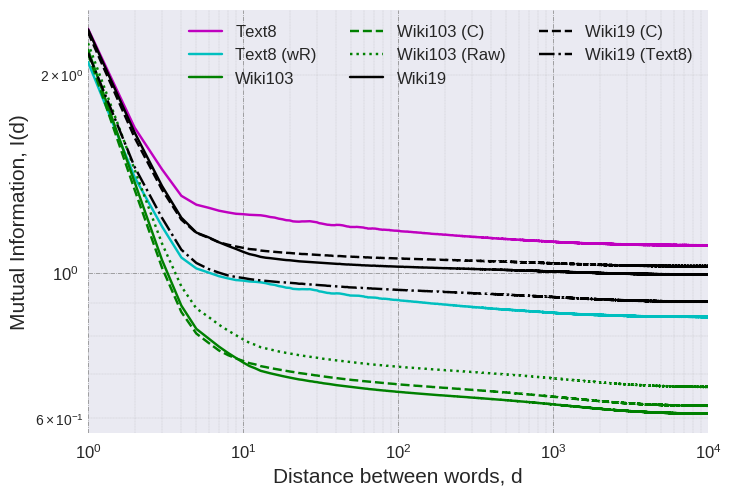 Text8
Text8 (wR)
Wiki103
Wiki103 (C)
Wiki103 (Raw)
Wiki19
Wiki19 (C)
Wiki19 (Text8)
Mutual Information, I(d)
2 × 10⁰
10⁰
6 × 10⁻¹
10⁰ 10¹ 10² 10³ 10⁴
Distance between words, d